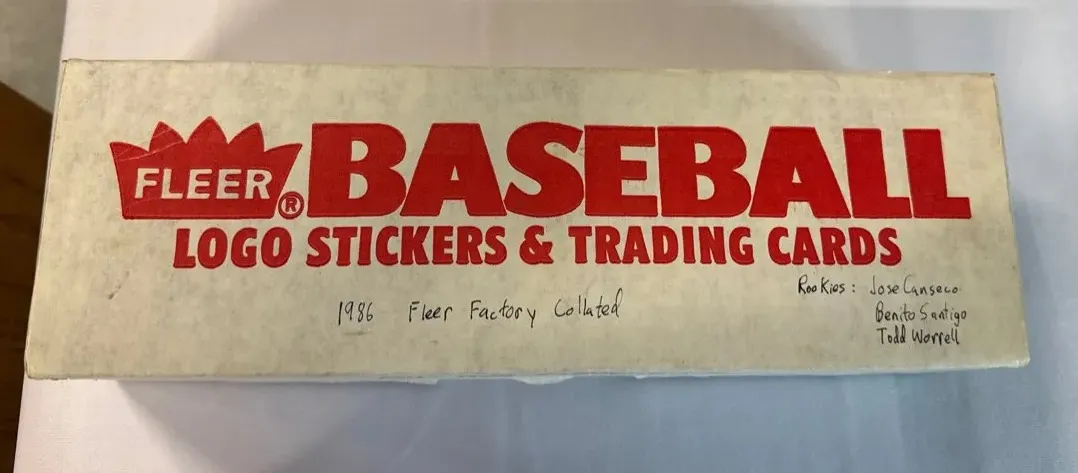 FLEER® BASEBALL
LOGO STICKERS & TRADING CARDS
1986 Fleer Factory Collated
Rookies: Jose Canseco
Benito Santigo
Todd Worrell